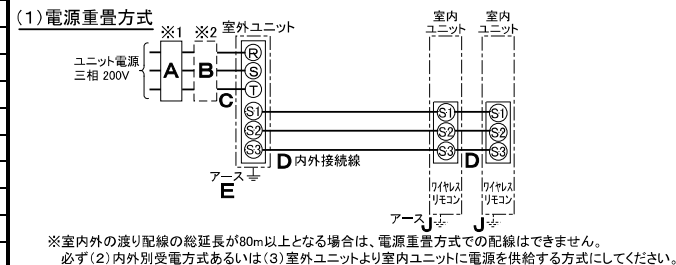 (1)電源重畳方式
※1 ※2 室外ユニット
室内
ユニット
室内
ユニット
ユニット電源
三相 200V
A B C
R
S
T
S1
S2
S3
S1
S2
S3
S1
S2
S3
D 内外接続線
D
アース
E
ワイヤレス
リモコン
ワイヤレス
リモコン
アース J
J
※室内外の渡り配線の総延長が80m以上となる場合は、電源重畳方式での配線はできません。
必ず(2)内外別受電方式あるいは(3)室外ユニットより室内ユニットに電源を供給する方式にしてください。